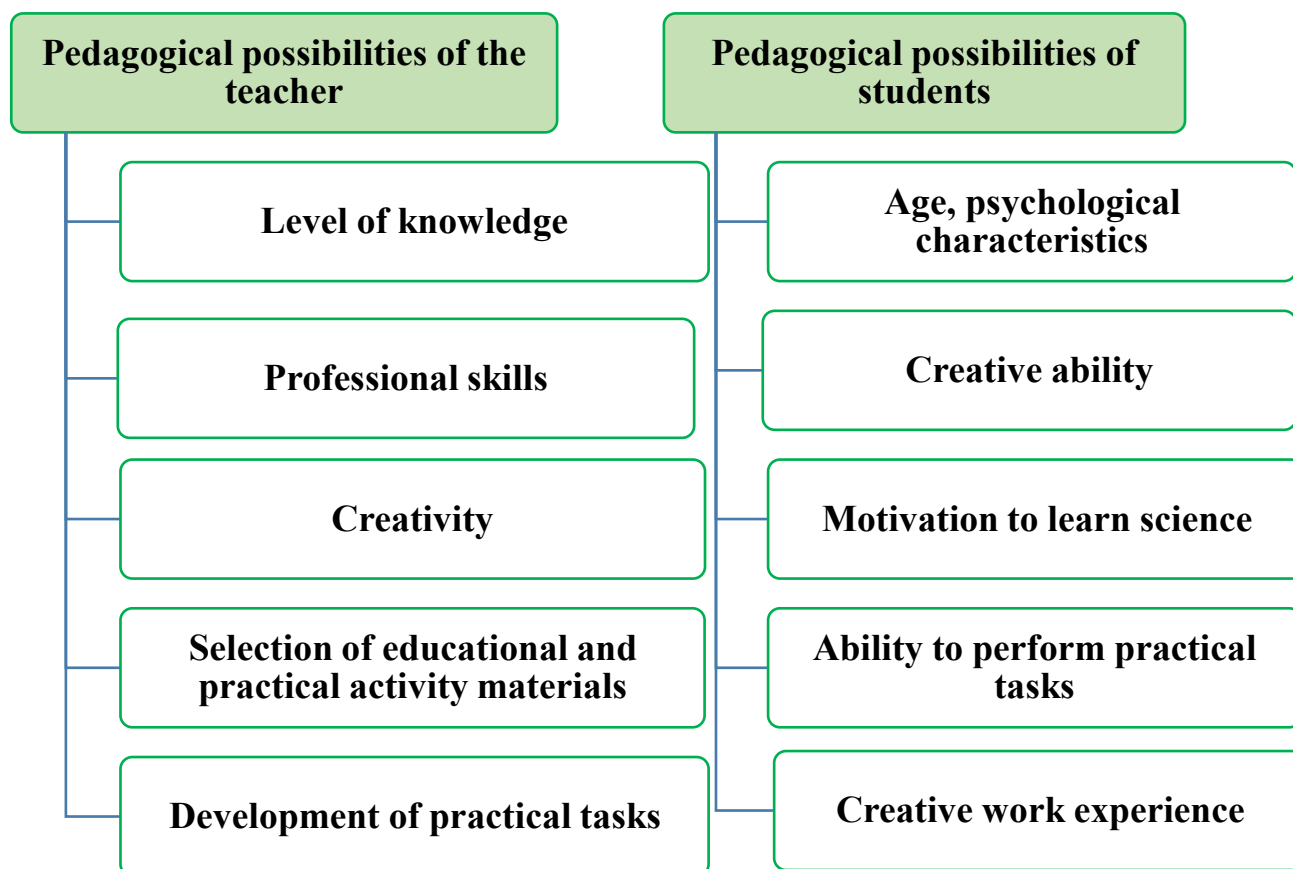 Pedagogical possibilities of the
teacher
Level of knowledge
Professional skills
Creativity
Selection of educational and
practical activity materials
Development of practical tasks
Pedagogical possibilities of
students
Age, psychological
characteristics
Creative ability
Motivation to learn science
Ability to perform practical
tasks
Creative work experience